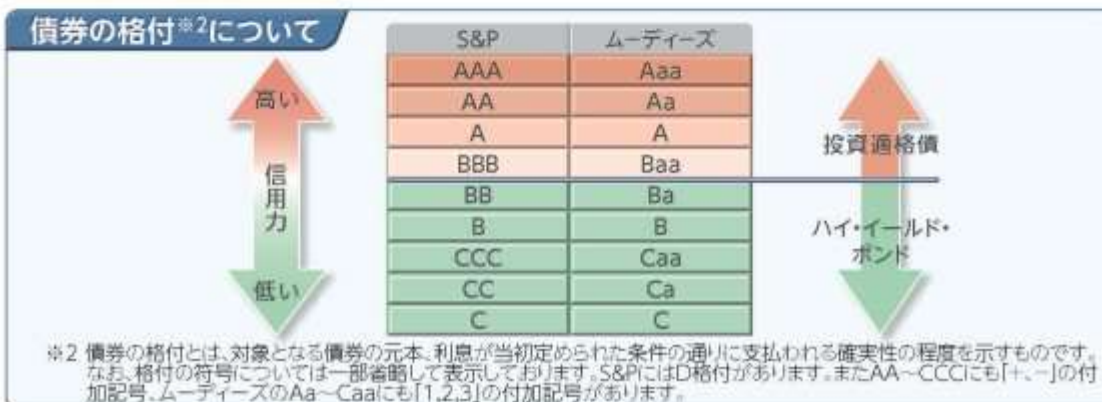 債券の格付※2について
S&P ムーディーズ
AAA Aaa
AA Aa
A A
BBB Baa
BB Ba
B B
CCC Caa
CC Ca
C C
高い
信用力
低い
投資適格債
ハイ・イールド・
ボンド
※2 債券の格付とは、対象となる債券の元本、利息が当初定められた条件の通りに支払われる確実性の程度を示すものです。
なお、格付の符号については一部省略して表示しております。S&PにはD格付があります。またAA～CCCにも[+、-]の付
加記号、ムーディーズのAa～Caaにも[1,2,3]の付加記号があります。